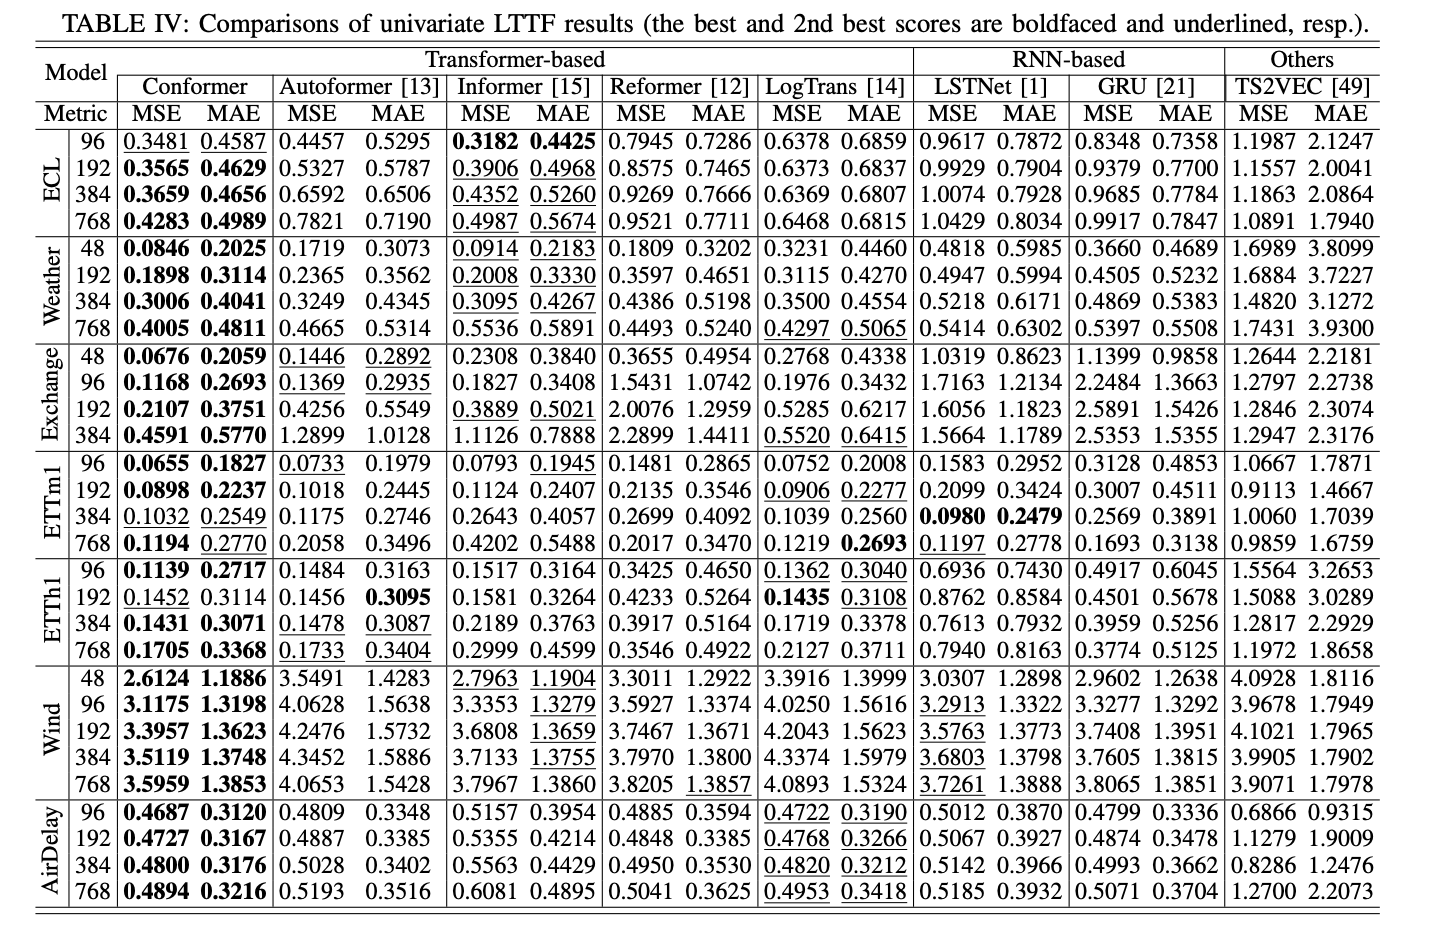 TABLE IV: Comparisons of univariate LTTF results (the best and 2nd best scores are boldfaced and underlined, resp.).
Model Transformer-based RNN-based Others
Conformer Autoformer [13] Informer [15] Reformer [12] LogTrans [14] LSTNet [1] GRU [21] TS2VEC [49]
Metric MSE MAE MSE MAE MSE MAE MSE MAE MSE MAE MSE MAE MSE MAE MSE MAE
ECL
96 0.3481 0.4587 0.4457 0.5295 0.3182 0.4425 0.7945 0.7286 0.6378 0.6859 0.9617 0.7872 0.8348 0.7358 1.1987 2.1247
192 0.3565 0.4629 0.5327 0.5787 0.3906 0.4968 0.8575 0.7465 0.6373 0.6837 0.9929 0.7904 0.9379 0.7700 1.1557 2.0041
384 0.3659 0.4656 0.6592 0.6506 0.4352 0.5260 0.9269 0.7666 0.6369 0.6807 1.0074 0.7928 0.9685 0.7784 1.1863 2.0864
768 0.4283 0.4989 0.7821 0.7190 0.4987 0.5674 0.9521 0.7711 0.6468 0.6815 1.0429 0.8034 0.9917 0.7847 1.0891 1.7940
Weather
48 0.0846 0.2025 0.1719 0.3073 0.0914 0.2183 0.1809 0.3202 0.3231 0.4460 0.4818 0.5985 0.3660 0.4689 1.6989 3.8099
192 0.1898 0.3114 0.2365 0.3562 0.2008 0.3330 0.3597 0.4651 0.3115 0.4270 0.4947 0.5994 0.4505 0.5232 1.6884 3.7227
384 0.3006 0.4041 0.3249 0.4345 0.3095 0.4267 0.4386 0.5198 0.3500 0.4554 0.5218 0.6171 0.4869 0.5383 1.4820 3.1272
768 0.4005 0.4811 0.4665 0.5314 0.5536 0.5891 0.4493 0.5240 0.4297 0.5065 0.5414 0.6302 0.5397 0.5508 1.7431 3.9300
Exchange
48 0.0676 0.2059 0.1446 0.2892 0.2308 0.3840 0.3655 0.4954 0.2768 0.4338 1.0319 0.8623 1.1399 0.9858 1.2644 2.2181
96 0.1168 0.2693 0.1369 0.2935 0.1827 0.3408 1.5431 1.0742 0.1976 0.3432 1.7163 1.2134 2.2484 1.3663 1.2797 2.2738
192 0.2107 0.3751 0.4256 0.5549 0.3889 0.5021 2.0076 1.2959 0.5285 0.6217 1.6056 1.1823 2.5891 1.5426 1.2846 2.3074
384 0.4591 0.5770 1.2899 1.0128 1.1126 0.7888 2.2899 1.4411 0.5520 0.6415 1.5664 1.1789 2.5353 1.5355 1.2947 2.3176
ETTm1
96 0.0655 0.1827 0.0733 0.1979 0.0793 0.1945 0.1481 0.2865 0.0752 0.2008 0.1583 0.2952 0.3128 0.4853 1.0667 1.7871
192 0.0898 0.2237 0.1018 0.2445 0.1124 0.2407 0.2135 0.3546 0.0906 0.2277 0.2099 0.3424 0.3007 0.4511 0.9113 1.4667
384 0.1032 0.2549 0.1175 0.2746 0.2643 0.4057 0.2699 0.4092 0.1039 0.2560 0.0980 0.2479 0.2569 0.3891 1.0060 1.7039
768 0.1194 0.2770 0.2058 0.3496 0.4202 0.5488 0.2017 0.3470 0.1219 0.2693 0.1197 0.2778 0.1693 0.3138 0.9859 1.6759
ETTh1
96 0.1139 0.2717 0.1484 0.3163 0.1517 0.3164 0.3425 0.4650 0.1362 0.3040 0.6936 0.7430 0.4917 0.6045 1.5564 3.2653
192 0.1452 0.3114 0.1456 0.3095 0.1581 0.3264 0.4233 0.5264 0.1435 0.3108 0.8762 0.8584 0.4501 0.5678 1.5088 3.0289
384 0.1431 0.3071 0.1478 0.3087 0.2189 0.3763 0.3917 0.5164 0.1719 0.3378 0.7613 0.7932 0.3959 0.5256 1.2817 2.2929
768 0.1705 0.3368 0.1733 0.3404 0.2999 0.4599 0.3546 0.4922 0.2127 0.3711 0.7940 0.8163 0.3774 0.5125 1.1972 1.8658
Wind
48 2.6124 1.1886 3.5491 1.4283 2.7963 1.1904 3.3011 1.2922 3.3916 1.3999 3.0307 1.2898 2.9602 1.2638 4.0928 1.8116
96 3.1175 1.3198 4.0628 1.5638 3.3353 1.3279 3.5927 1.3374 4.0250 1.5616 3.2913 1.3322 3.3277 1.3292 3.9678 1.7949
192 3.3957 1.3623 4.2476 1.5732 3.6808 1.3659 3.7467 1.3671 4.2043 1.5623 3.5763 1.3773 3.7408 1.3951 4.1021 1.7965
384 3.5119 1.3748 4.3452 1.5886 3.7133 1.3755 3.7970 1.3800 4.3374 1.5979 3.6803 1.3798 3.7605 1.3815 3.9905 1.7902
768 3.5959 1.3853 4.0653 1.5428 3.7967 1.3860 3.8205 1.3857 4.0893 1.5324 3.7261 1.3888 3.8065 1.3851 3.9071 1.7978
AirDelay
96 0.4687 0.3120 0.4809 0.3348 0.5157 0.3954 0.4885 0.3594 0.4722 0.3190 0.5012 0.3870 0.4799 0.3336 0.6866 0.9315
192 0.4727 0.3167 0.4887 0.3385 0.5355 0.4214 0.4848 0.3385 0.4768 0.3266 0.5067 0.3927 0.4874 0.3478 1.1279 1.9009
384 0.4800 0.3176 0.5028 0.3402 0.5563 0.4429 0.4950 0.3530 0.4820 0.3212 0.5142 0.3966 0.4993 0.3662 0.8286 1.2476
768 0.4894 0.3216 0.5193 0.3516 0.6081 0.4895 0.5041 0.3625 0.4953 0.3418 0.5185 0.3932 0.5071 0.3704 1.2700 2.2073